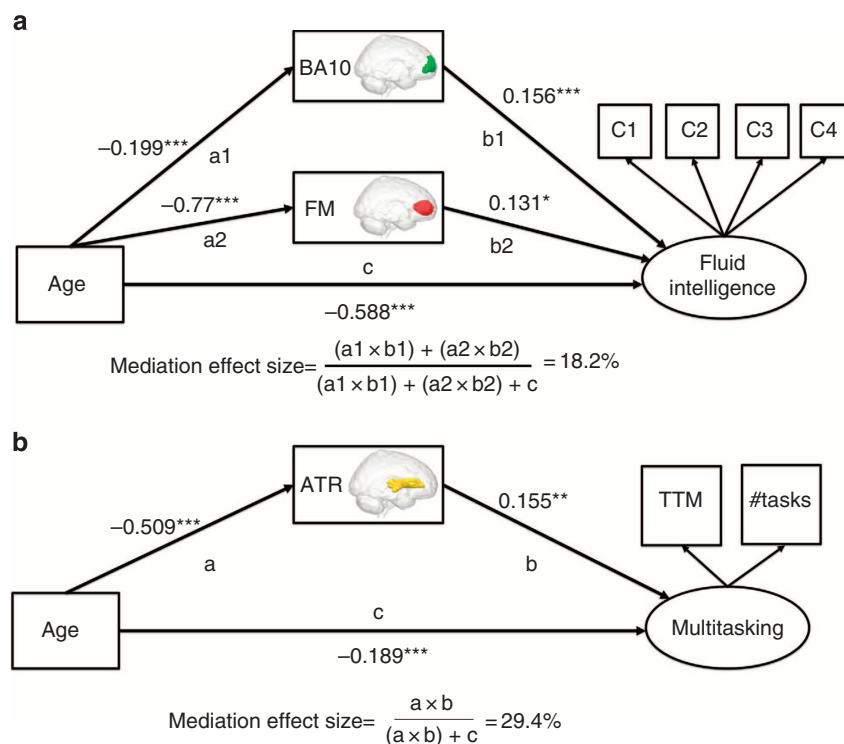 a
BA10
0.156***
C1 C2 C3 C4
–0.199***
a1
b1
–0.77***
FM
0.131*
a2
b2
Age
c
Fluid
intelligence
–0.588***
Mediation effect size= (a1 × b1) + (a2 × b2) / (a1 × b1) + (a2 × b2) + c = 18.2%
b
ATR
TTM #tasks
0.155**
–0.509***
a
b
Age
c
Multitasking
–0.189***
Mediation effect size= a × b / (a × b) + c = 29.4%